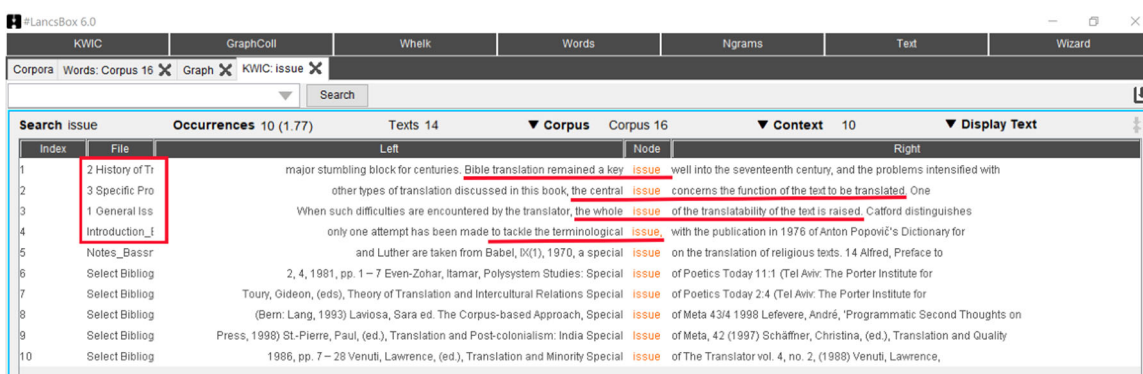 #LancsBox 6.0
KWIC GraphColl Whelk Words Ngrams Text Wizard
Corpora Words: Corpus 16 Graph KWIC: issue
Search
Search issue Occurrences 10 (1.77) Texts 14 ▼ Corpus Corpus 16 ▼ Context 10 ▼ Display Text
Index File Left Node Right
1 2 History of Tr major stumbling block for centuries. Bible translation remained a key issue well into the seventeenth century, and the problems intensified with
2 3 Specific Pro other types of translation discussed in this book, the central issue concerns the function of the text to be translated. One
3 1 General Iss When such difficulties are encountered by the translator, the whole issue of the translatability of the text is raised. Catford distinguishes
4 Introduction_E only one attempt has been made to tackle the terminological issue, with the publication in 1976 of Anton Popovič's Dictionary for
5 Notes_Bassr and Luther are taken from Babel, IX(1), 1970, a special issue on the translation of religious texts. 14 Alfred, Preface to
6 Select Bibliog 2, 4, 1981, pp. 1 – 7 Even-Zohar, Itamar, Polysystem Studies: Special issue of Poetics Today 11:1 (Tel Aviv: The Porter Institute for
7 Select Bibliog Toury, Gideon, (eds), Theory of Translation and Intercultural Relations Special issue of Poetics Today 2:4 (Tel Aviv: The Porter Institute for
8 Select Bibliog (Bern: Lang, 1993) Laviosa, Sara ed. The Corpus-based Approach, Special issue of Meta 43/4 1998 Lefevere, André, 'Programmatic Second Thoughts on
9 Select Bibliog Press, 1998) St.-Pierre, Paul, (ed.), Translation and Post-colonialism: India Special issue of Meta, 42 (1997) Schäffner, Christina, (ed.), Translation and Quality
10 Select Bibliog 1986, pp. 7 – 28 Venuti, Lawrence, (ed.), Translation and Minority Special issue of The Translator vol. 4, no. 2, (1988) Venuti, Lawrence,